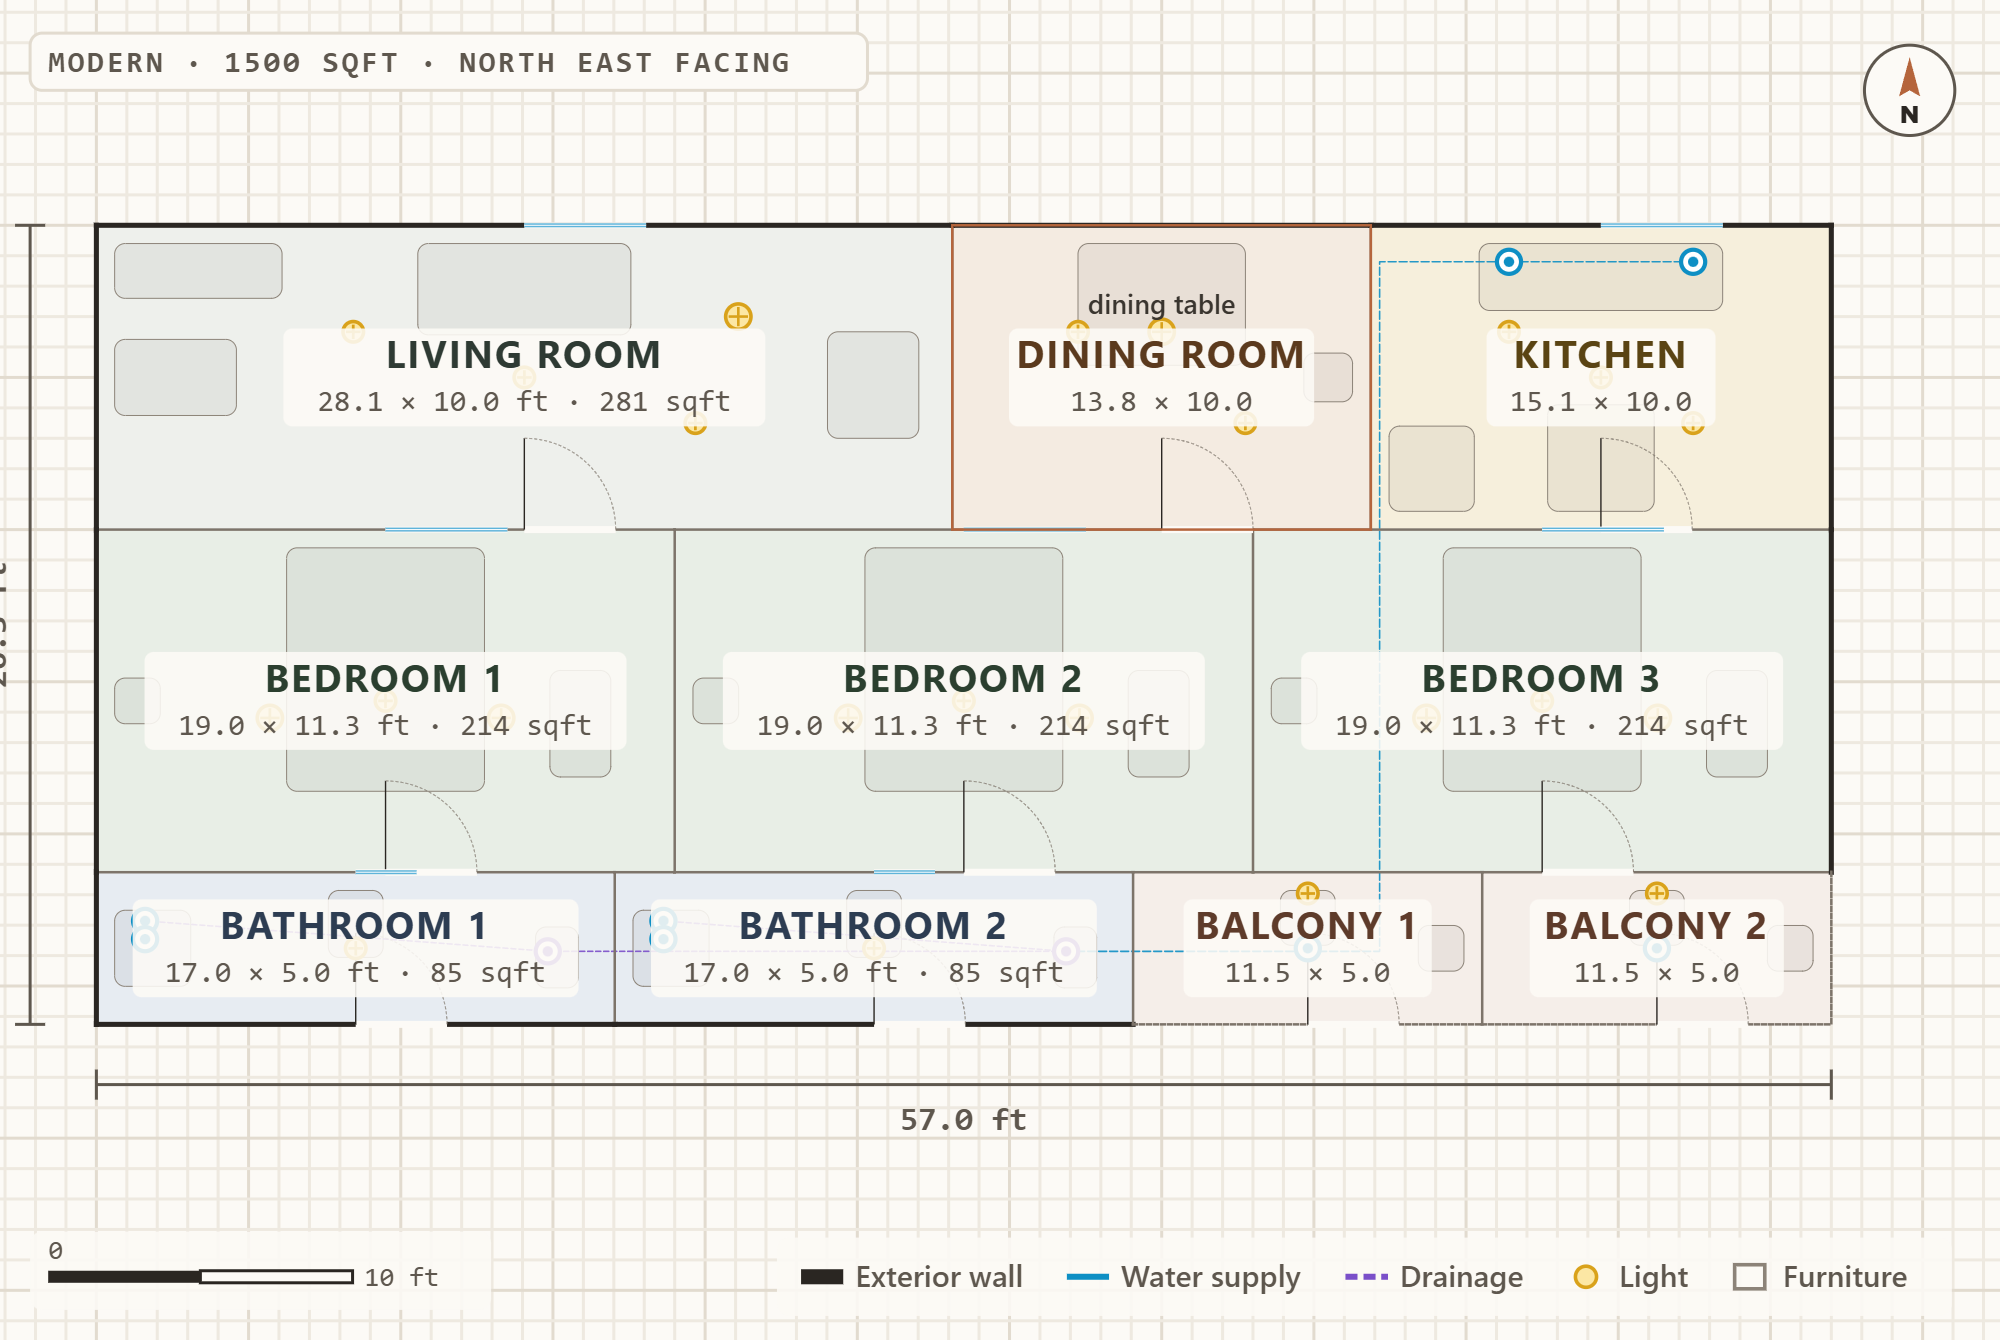 MODERN · 1500 SQFT · NORTH EAST FACING
N
dining table
LIVING ROOM
28.1 × 10.0 ft · 281 sqft
DINING ROOM
13.8 × 10.0
KITCHEN
15.1 × 10.0
BEDROOM 1
19.0 × 11.3 ft · 214 sqft
BEDROOM 2
19.0 × 11.3 ft · 214 sqft
BEDROOM 3
19.0 × 11.3 ft · 214 sqft
BATHROOM 1
17.0 × 5.0 ft · 85 sqft
BATHROOM 2
17.0 × 5.0 ft · 85 sqft
BALCONY 1
11.5 × 5.0
BALCONY 2
11.5 × 5.0
57.0 ft
0
10 ft
Exterior wall
Water supply
Drainage
Light
Furniture